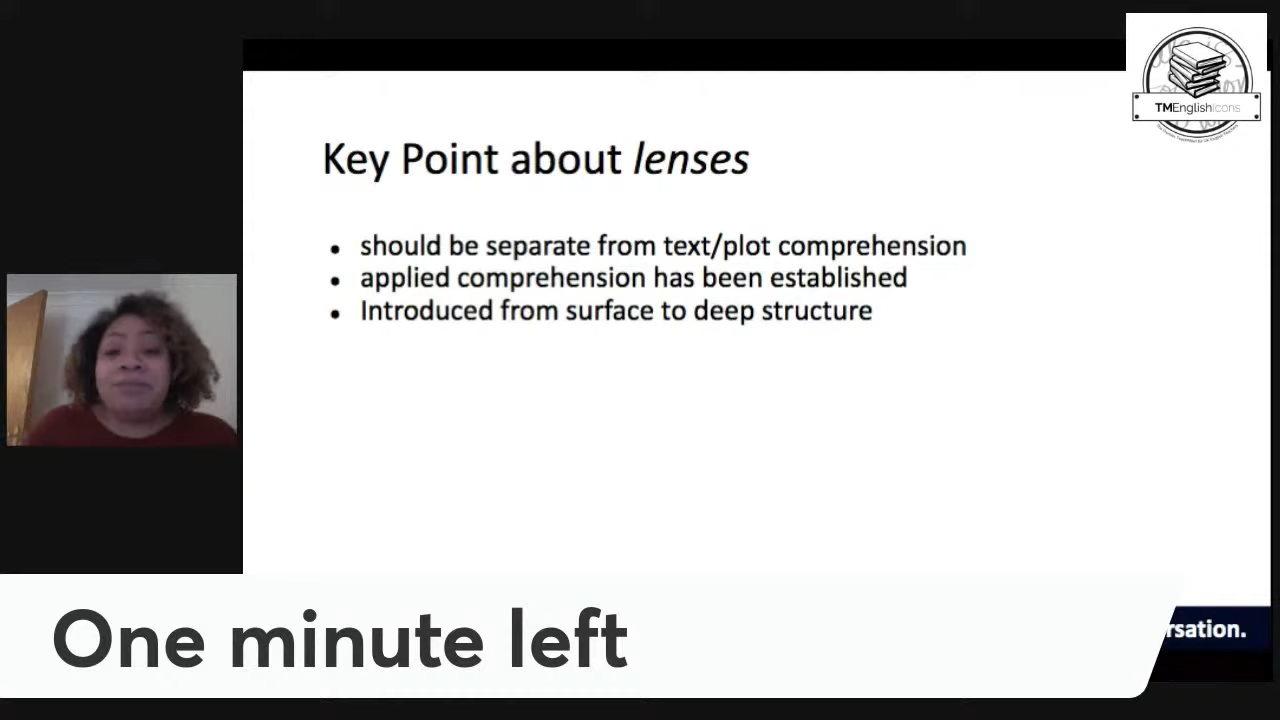 TMEnglishIcons
Key Point about lenses
• should be separate from text/plot comprehension
• applied comprehension has been established
• Introduced from surface to deep structure
rsation.
One minute left